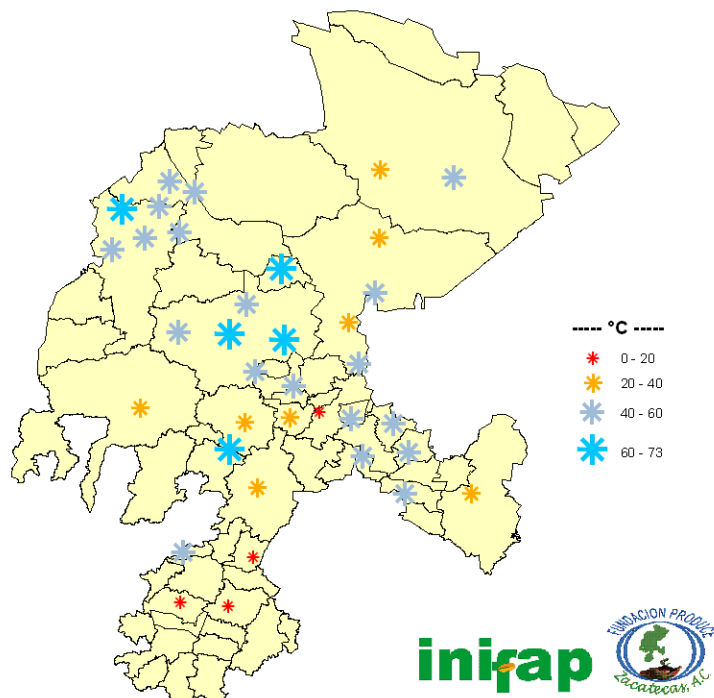 ----- °C -----
0 - 20
20 - 40
40 - 60
60 - 73
inifap
FUNDACION PRODUCE
Zacatecas, A.C.